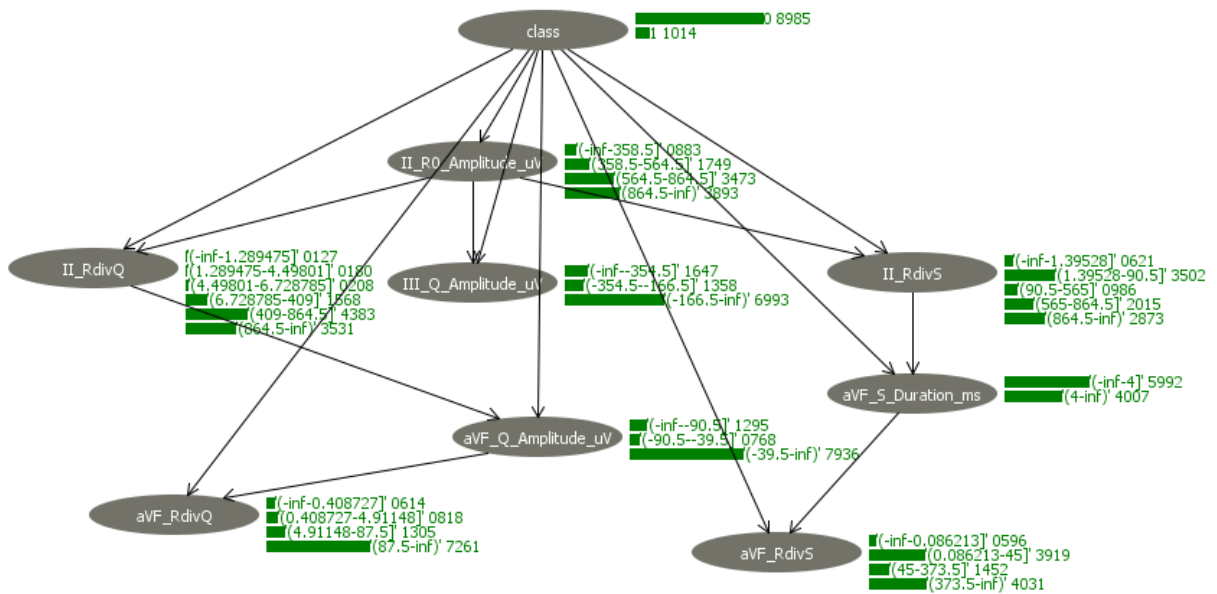 class
0 8985
1 1014
II_R0_Amplitude_uV
'(-inf-358.5]' 0883
'(358.5-564.5]' 1749
'(564.5-864.5]' 3473
'(864.5-inf)' 3893
II_RdivQ
'(-inf-1.289475]' 0127
'(1.289475-4.49801]' 0180
'(4.49801-6.728785]' 0208
'(6.728785-409]' 1568
'(409-864.5]' 4383
'(864.5-inf)' 3531
III_Q_Amplitude_uV
'(-inf--354.5]' 1647
'(-354.5--166.5]' 1358
'(-166.5-inf)' 6993
II_RdivS
'(-inf-1.39528]' 0621
'(1.39528-90.5]' 3502
'(90.5-565]' 0986
'(565-864.5]' 2015
'(864.5-inf)' 2873
aVF_S_Duration_ms
'(-inf-4]' 5992
'(4-inf)' 4007
aVF_Q_Amplitude_uV
'(-inf--90.5]' 1295
'(-90.5--39.5]' 0768
'(-39.5-inf)' 7936
aVF_RdivQ
'(-inf-0.408727]' 0614
'(0.408727-4.91148]' 0818
'(4.91148-87.5]' 1305
'(87.5-inf)' 7261
aVF_RdivS
'(-inf-0.086213]' 0596
'(0.086213-45]' 3919
'(45-373.5]' 1452
'(373.5-inf)' 4031